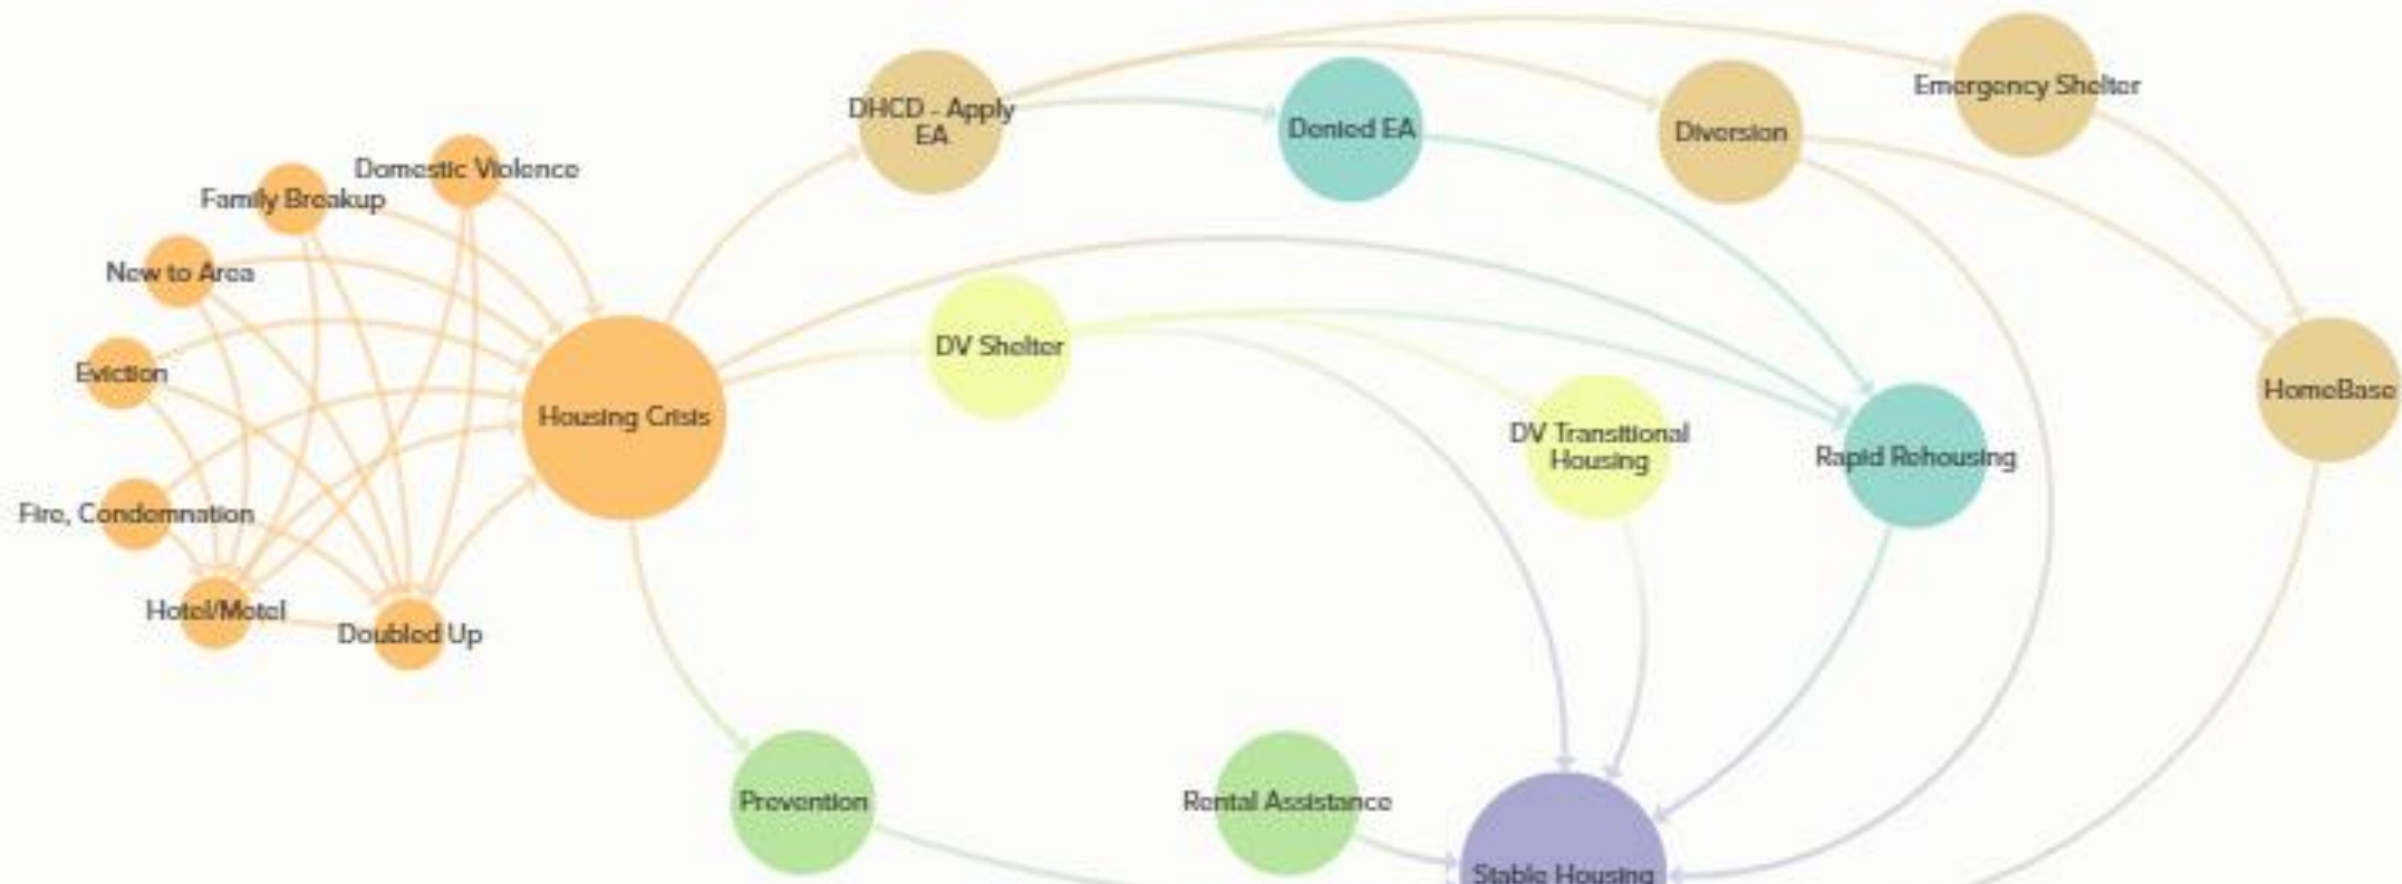 Emergency Shelter
DHCD - Apply
EA
Denied EA
Diversion
Domestic Violence
Family Breakup
New to Area
DV Shelter
Eviction
HomeBase
Housing Crisis
DV Transitional
Housing
Rapid Rehousing
Fire, Condemnation
Hotel/Motel
Doubled Up
Prevention
Rental Assistance
Stable Housing